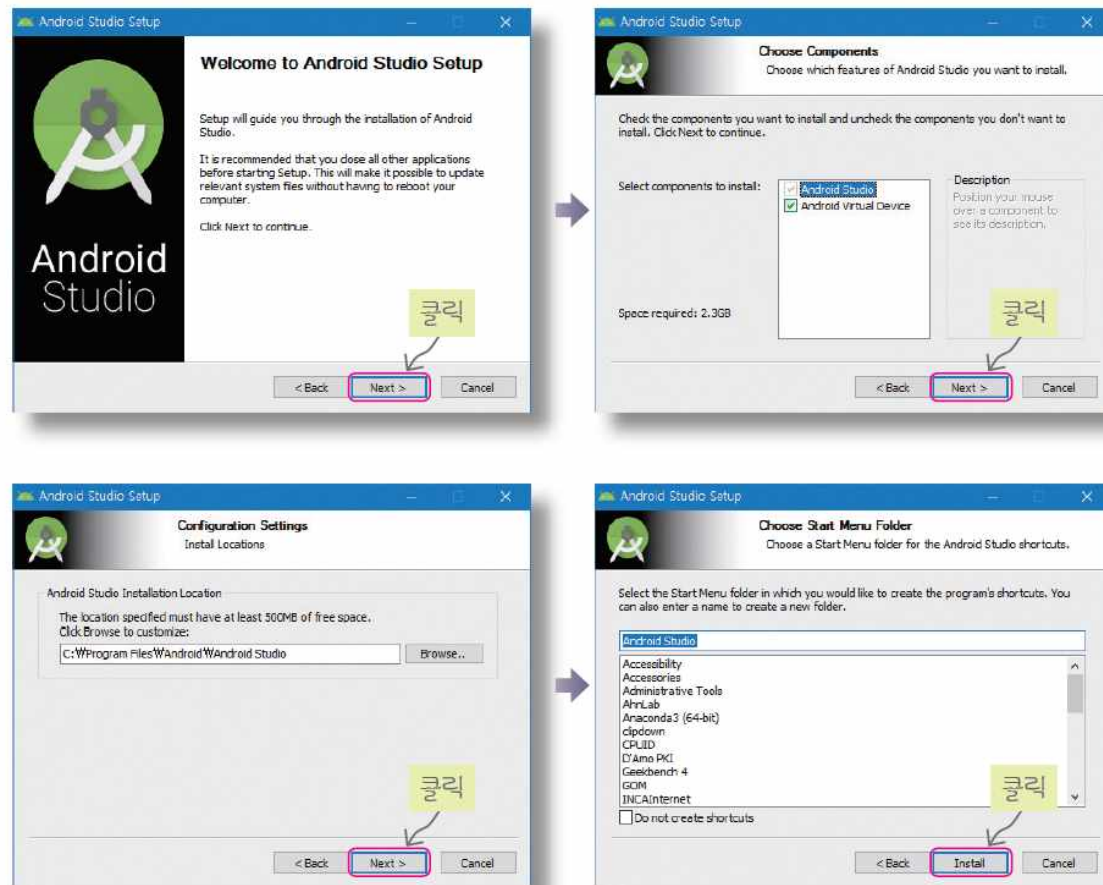 Android Studio Setup
Welcome to Android Studio Setup
Setup will guide you through the installation of Android
Studio.
It is recommended that you close all other applications
before starting Setup. This will make it possible to update
relevant system files without having to reboot your
computer.
Click Next to continue.
Android
Studio
클릭
< Back
Next >
Cancel
Android Studio Setup
Choose Components
Choose which features of Android Studio you want to install.
Check the components you want to install and uncheck the components you don't want to
install. Click Next to continue.
Select components to install:
Android Studio
Android Virtual Device
Description
Position your mouse
over a component to
see its description.
Space required: 2.3GB
클릭
< Back
Next >
Cancel
Android Studio Setup
Configuration Settings
Install Locations
Android Studio Installation Location
The location specified must have at least 500MB of free space.
Click Browse to customize:
C:₩Program Files₩Android₩Android Studio
Browse..
클릭
< Back
Next >
Cancel
Android Studio Setup
Choose Start Menu Folder
Choose a Start Menu folder for the Android Studio shortcuts.
Select the Start Menu folder in which you would like to create the program's shortcuts. You
can also enter a name to create a new folder.
Android Studio
Accessibility
Accessories
Administrative Tools
AhnLab
Anaconda3 (64-bit)
clipdown
CPUID
D'Amo PKI
Geekbench 4
GOM
INCAInternet
Do not create shortcuts
클릭
< Back
Install
Cancel